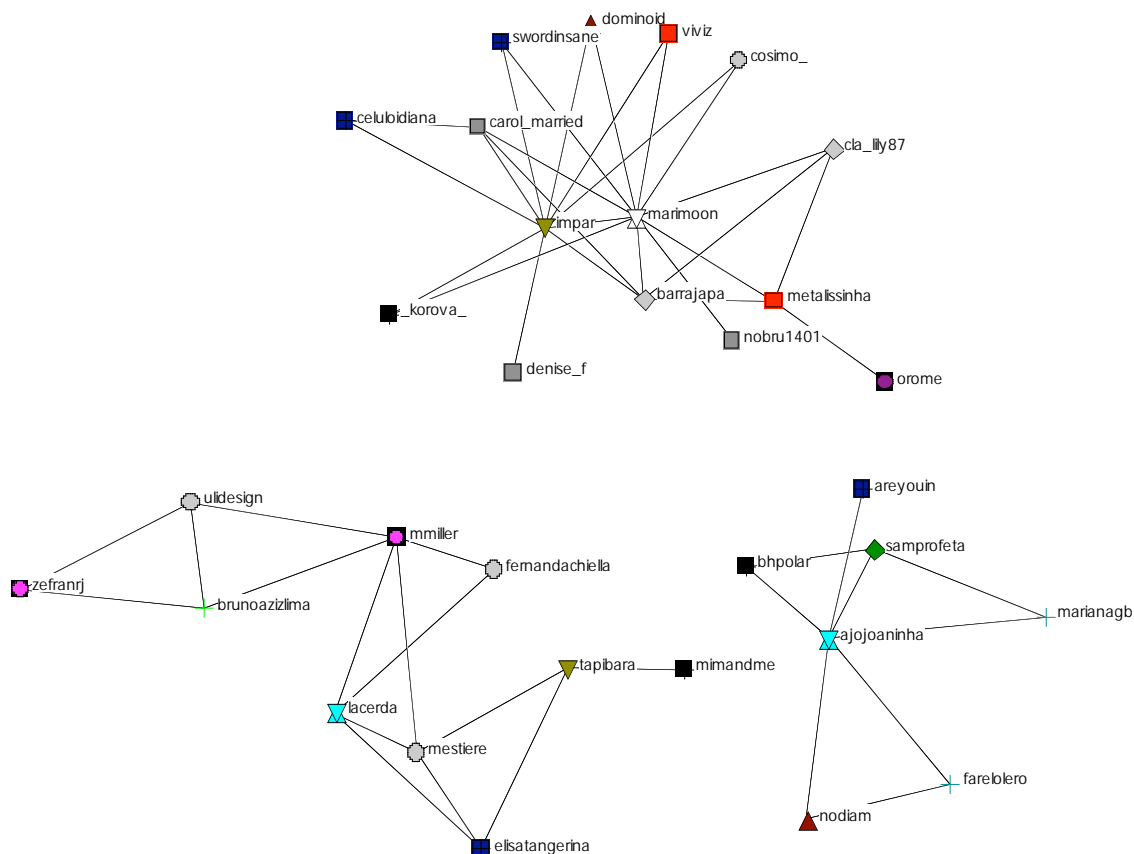 dominoid
viviz
swordinsane
cosimo_
celuloidiana
carol_married
cla_lily87
impar
marimoon
_korova_
barrajapa
metalissinha
nobru1401
denise_f
orome
ulidesign
mmiller
zefranrj
brunoazizlima
fernandachiella
lacerda
tapibara
mimandme
mestiere
elisatangerina
areyouin
samprofeta
bhpolar
marianagb
ajojoaninha
farelolero
nodiam